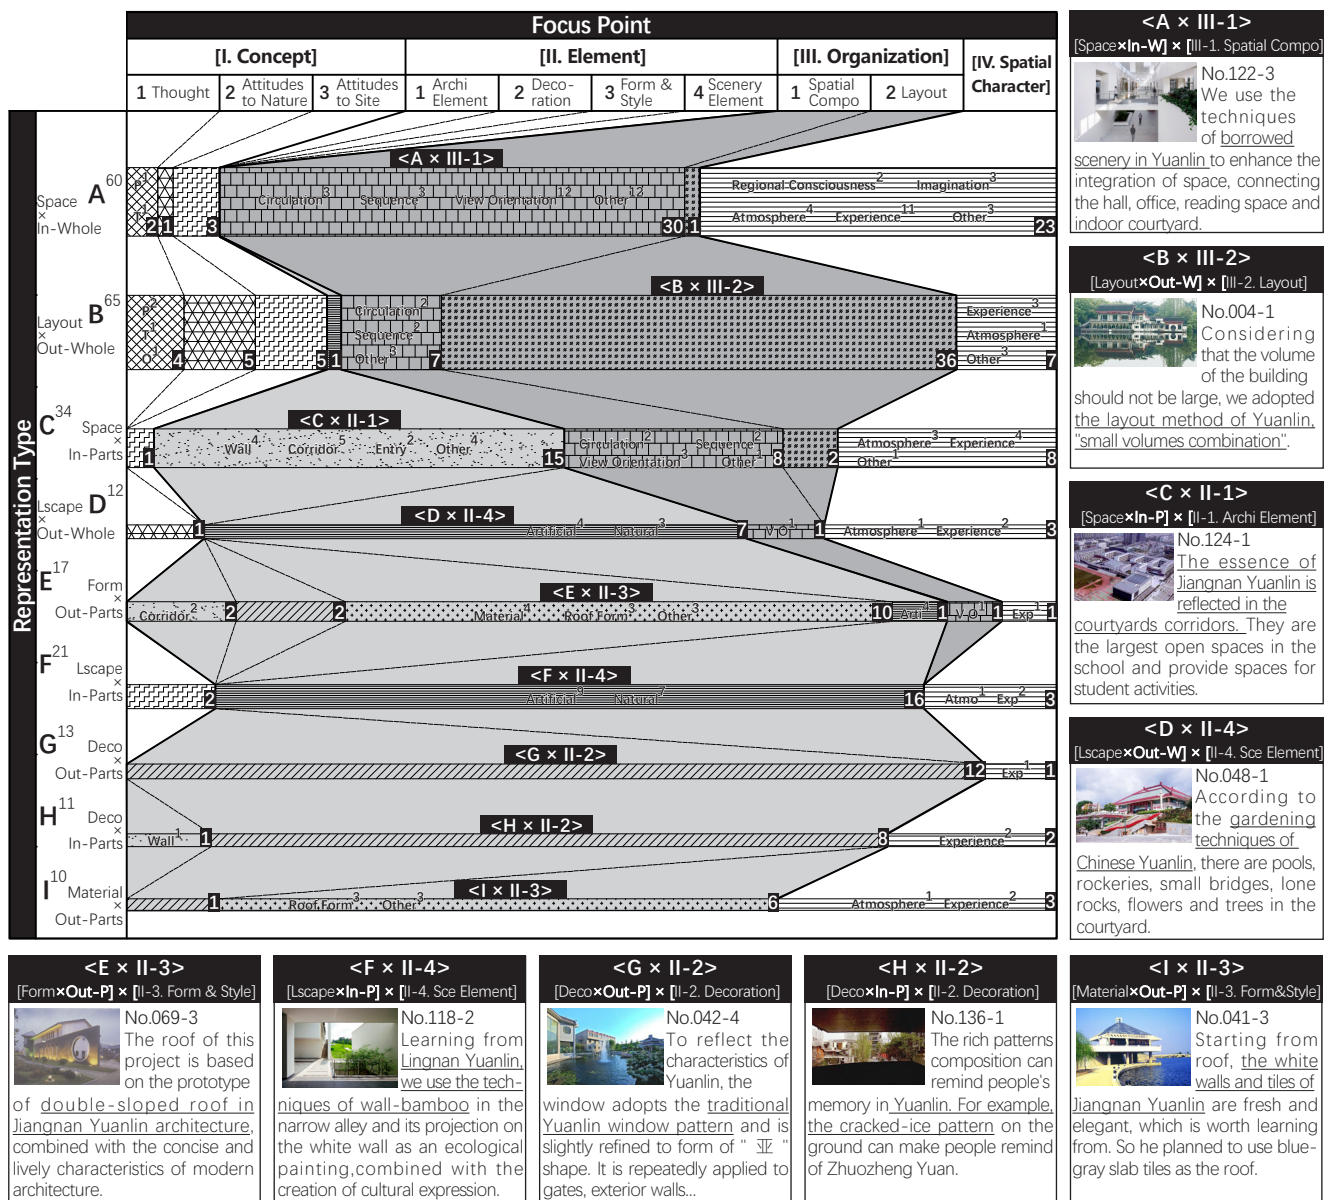 Focus Point
[I. Concept]
[II. Element]
[III. Organization]
[IV. Spatial
Character]
1 Thought
2 Attitudes
to Nature
3 Attitudes
to Site
1 Archi
Element
2 Deco-
ration
3 Form &
Style
4 Scenery
Element
1 Spatial
Compo
2 Layout
Representation Type
A 60
Space
×
In-Whole
<A × III-1>
Circulation 3 Sequence 3 View Orientation 12 Other 12
Regional Consciousness 2 Imagination 3
Atmosphere 4 Experience 11 Other 3
2 1 3 30 1 23
B 65
Layout
×
Out-Whole
<B × III-2>
Circulation 2
Sequence 2
Other 3
Experience 3
Atmosphere 1
Other 3
4 5 5 1 7 36 7
C 34
Space
×
In-Parts
<C × II-1>
Wall 4 Corridor 5 Entry 2 Other 4
Circulation 2 Sequence 2
View Orientation 3 Other 1
Atmosphere 3 Experience 4
Other 1
1 15 8 2 8
D 12
Lscape
×
Out-Whole
<D × II-4>
Artificial 4 Natural 3
V O 1
Atmosphere 1 Experience 2
1 7 1 3
E 17
Form
×
Out-Parts
<E × II-3>
Corridor 2
Material 4 Roof Form 3 Other 3
Arti 1
V O 1
Exp 1
2 2 10 1 1 1
F 21
Lscape
×
In-Parts
<F × II-4>
Artificial 9 Natural 7
Atmo 1 Exp 2
2 16 3
G 13
Deco
×
Out-Parts
<G × II-2>
Exp 1
12 1
H 11
Deco
×
In-Parts
<H × II-2>
Wall 1
Experience 2
1 8 2
I 10
Material
×
Out-Parts
<I × II-3>
Roof Form 3 Other 3
Atmosphere 1 Experience 2
1 6 3
<A × III-1>
[Space×In-W] × [III-1. Spatial Compo]
No.122-3
We use the
techniques
of borrowed
scenery in Yuanlin to enhance the
integration of space, connecting
the hall, office, reading space and
indoor courtyard.
<B × III-2>
[Layout×Out-W] × [III-2. Layout]
No.004-1
Considering
that the volume
of the building
should not be large, we adopted
the layout method of Yuanlin,
"small volumes combination".
<C × II-1>
[Space×In-P] × [II-1. Archi Element]
No.124-1
The essence of
Jiangnan Yuanlin is
reflected in the
courtyards corridors. They are
the largest open spaces in the
school and provide spaces for
student activities.
<D × II-4>
[Lscape×Out-W] × [II-4. Sce Element]
No.048-1
According to
the gardening
techniques of
Chinese Yuanlin, there are pools,
rockeries, small bridges, lone
rocks, flowers and trees in the
courtyard.
<E × II-3>
[Form×Out-P] × [II-3. Form & Style]
No.069-3
The roof of this
project is based
on the prototype
of double-sloped roof in
Jiangnan Yuanlin architecture,
combined with the concise and
lively characteristics of modern
architecture.
<F × II-4>
[Lscape×In-P] × [II-4. Sce Element]
No.118-2
Learning from
Lingnan Yuanlin,
we use the tech-
niques of wall-bamboo in the
narrow alley and its projection on
the white wall as an ecological
painting,combined with the
creation of cultural expression.
<G × II-2>
[Deco×Out-P] × [II-2. Decoration]
No.042-4
To reflect the
characteristics of
Yuanlin, the
window adopts the traditional
Yuanlin window pattern and is
slightly refined to form of " 亚 "
shape. It is repeatedly applied to
gates, exterior walls...
<H × II-2>
[Deco×In-P] × [II-2. Decoration]
No.136-1
The rich patterns
composition can
remind people's
memory in Yuanlin. For example,
the cracked-ice pattern on the
ground can make people remind
of Zhuozheng Yuan.
<I × II-3>
[Material×Out-P] × [II-3. Form&Style]
No.041-3
Starting from
roof, the white
walls and tiles of
Jiangnan Yuanlin are fresh and
elegant, which is worth learning
from. So he planned to use blue-
gray slab tiles as the roof.